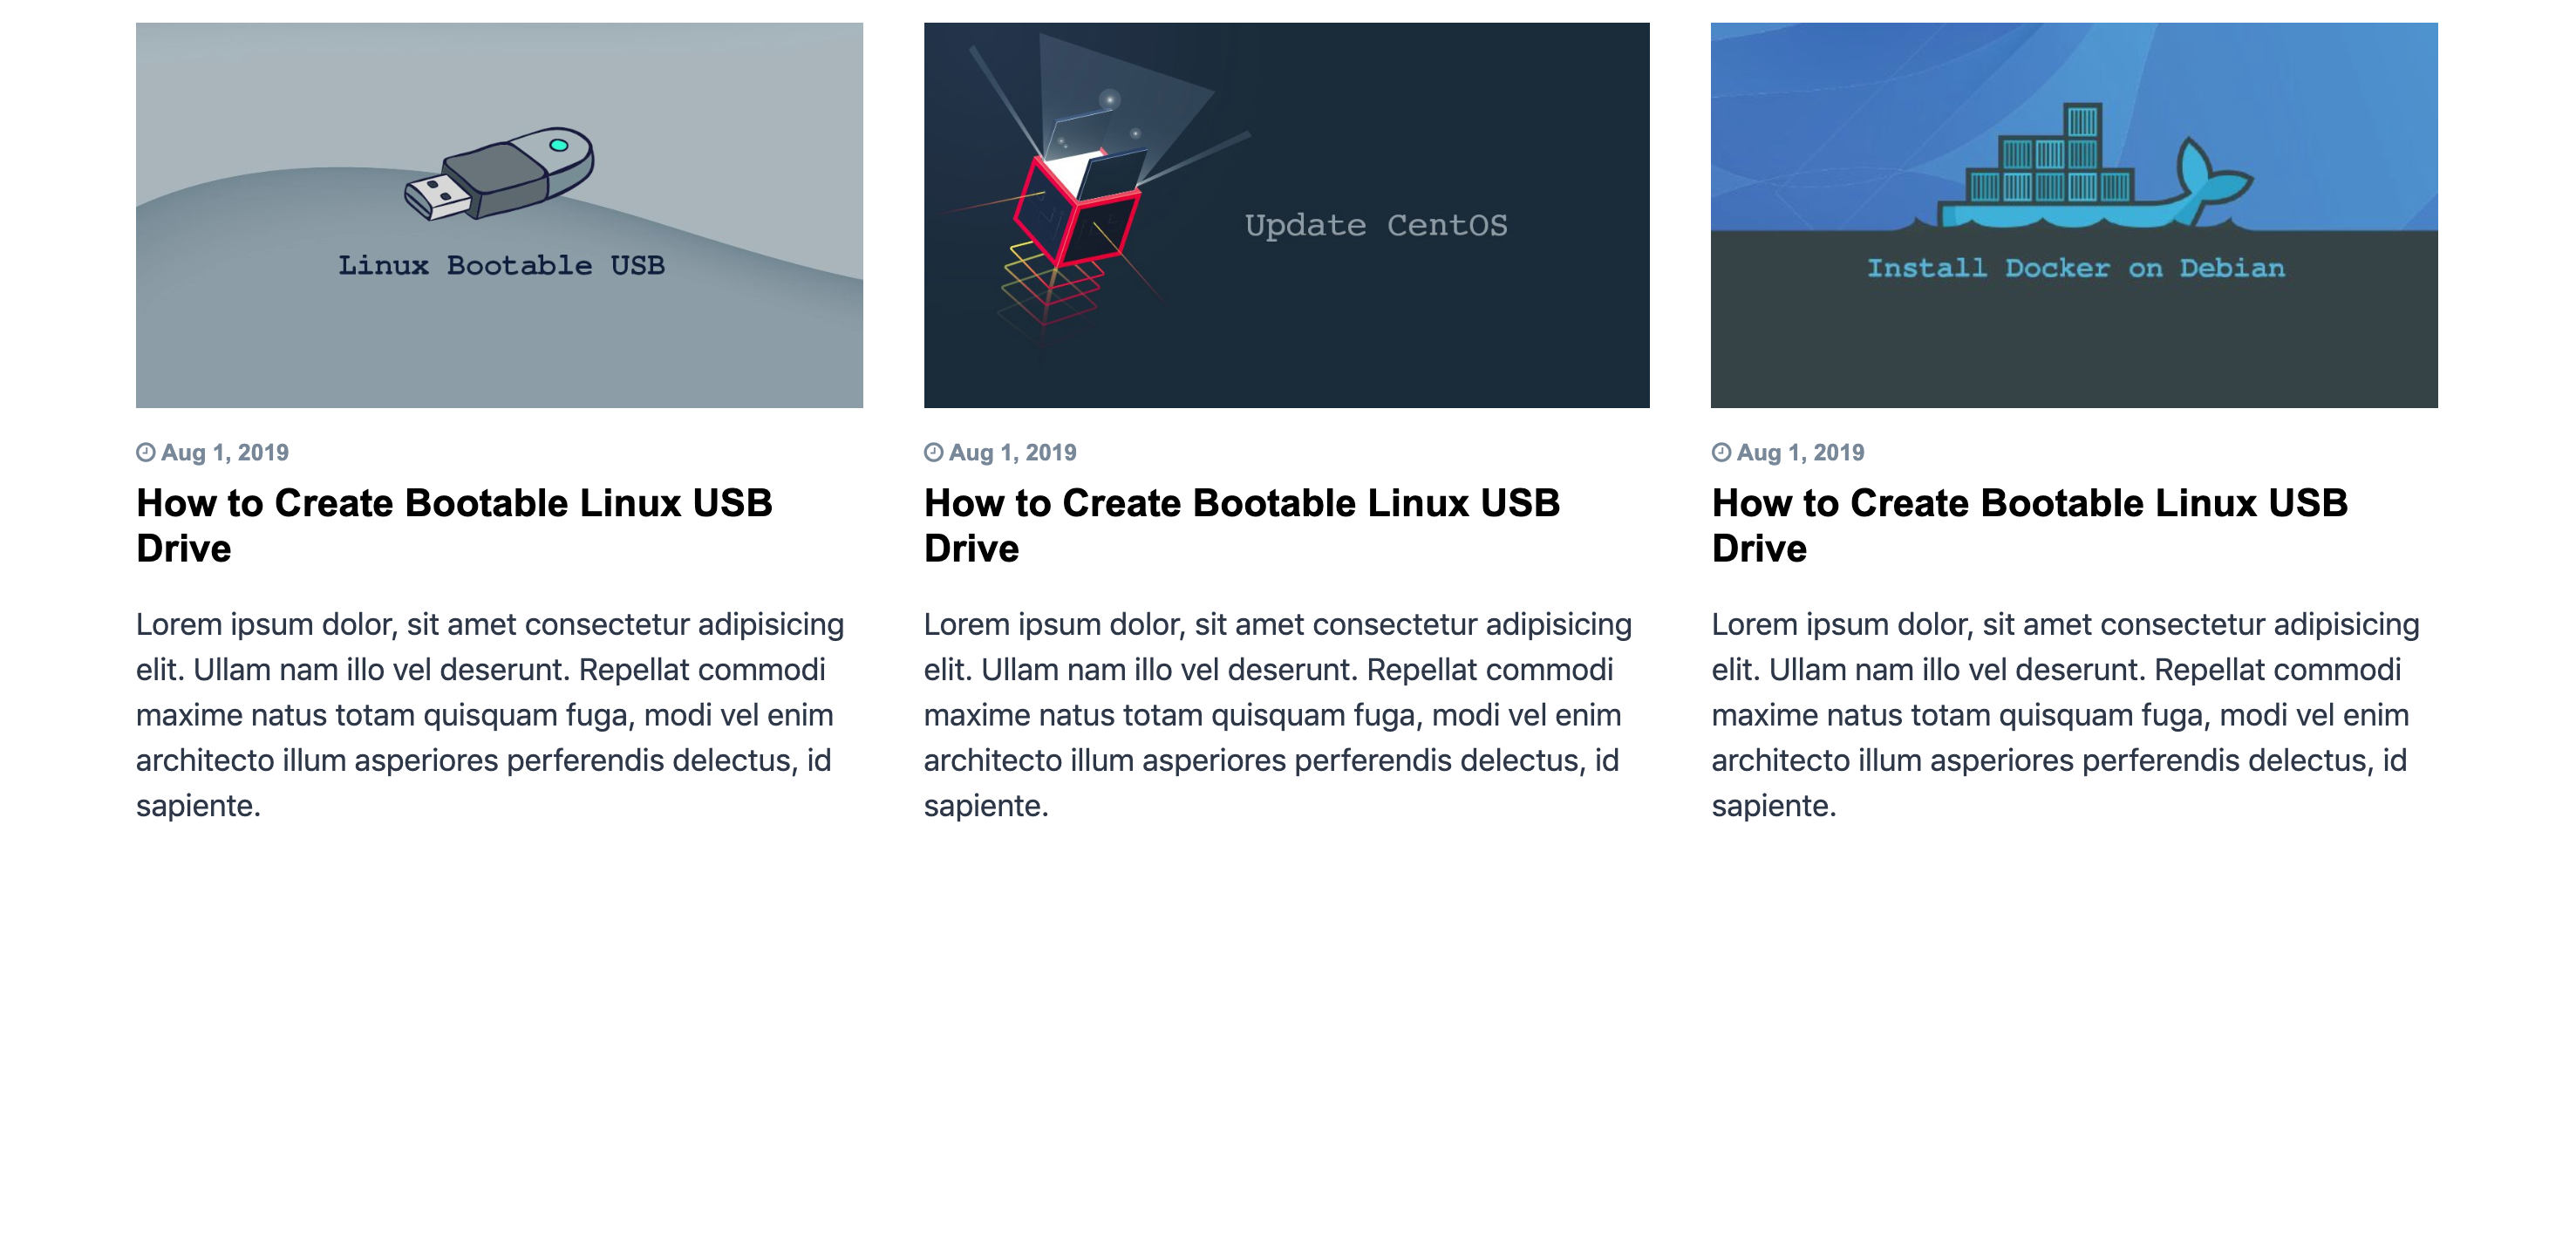 Linux Bootable USB
Aug 1, 2019
How to Create Bootable Linux USB
Drive
Lorem ipsum dolor, sit amet consectetur adipisicing
elit. Ullam nam illo vel deserunt. Repellat commodi
maxime natus totam quisquam fuga, modi vel enim
architecto illum asperiores perferendis delectus, id
sapiente.
Update CentOS
Aug 1, 2019
How to Create Bootable Linux USB
Drive
Lorem ipsum dolor, sit amet consectetur adipisicing
elit. Ullam nam illo vel deserunt. Repellat commodi
maxime natus totam quisquam fuga, modi vel enim
architecto illum asperiores perferendis delectus, id
sapiente.
Install Docker on Debian
Aug 1, 2019
How to Create Bootable Linux USB
Drive
Lorem ipsum dolor, sit amet consectetur adipisicing
elit. Ullam nam illo vel deserunt. Repellat commodi
maxime natus totam quisquam fuga, modi vel enim
architecto illum asperiores perferendis delectus, id
sapiente.